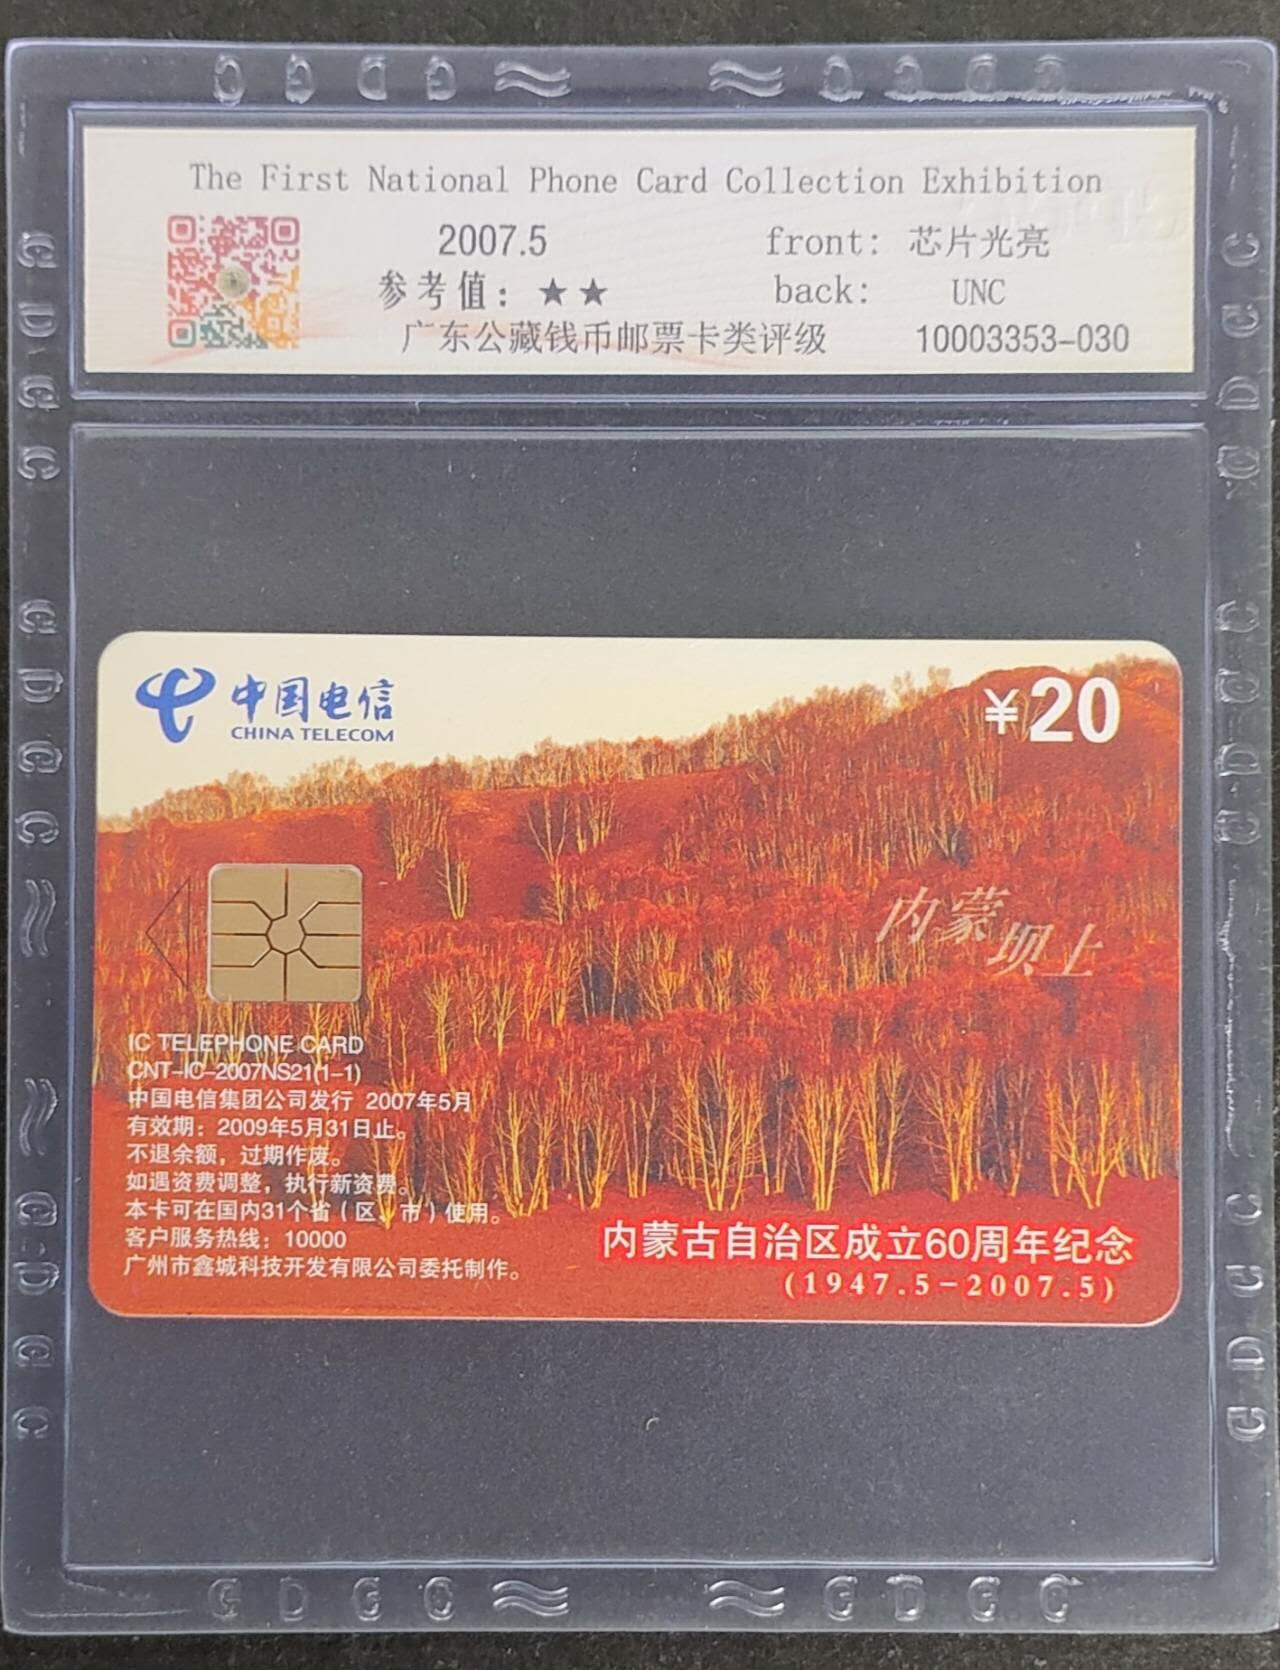 The First National Phone Card Collection Exhibition
2007.5
front: 芯片光亮
参考值：★★
back: UNC
广东公藏钱币邮票卡类评级
10003353-030
中国电信
CHINA TELECOM
¥20
内蒙坝上
IC TELEPHONE CARD
CNT-IC-2007NS21(1-1)
中国电信集团公司发行 2007年5月
有效期：2009年5月31日止。
不退余额，过期作废。
如遇资费调整，执行新资费。
本卡可在国内31个省（区、市）使用。
客户服务热线：10000
广州市鑫城科技开发有限公司委托制作。
内蒙古自治区成立60周年纪念
(1947.5-2007.5)